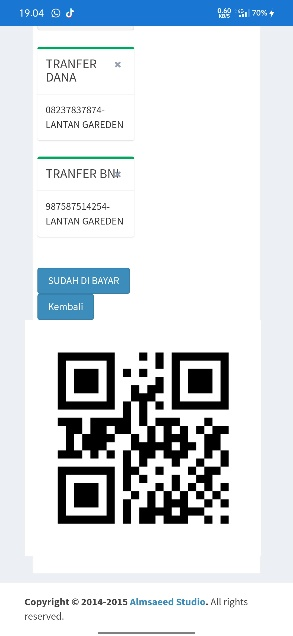 19.04
0.60
KB/S
4G
70%
TRANFER
DANA
×
08237837874-
LANTAN GAREDEN
TRANFER BNI
×
987587514254-
LANTAN GAREDEN
SUDAH DI BAYAR
Kembali
Copyright © 2014-2015 Almsaeed Studio. All rights
reserved.